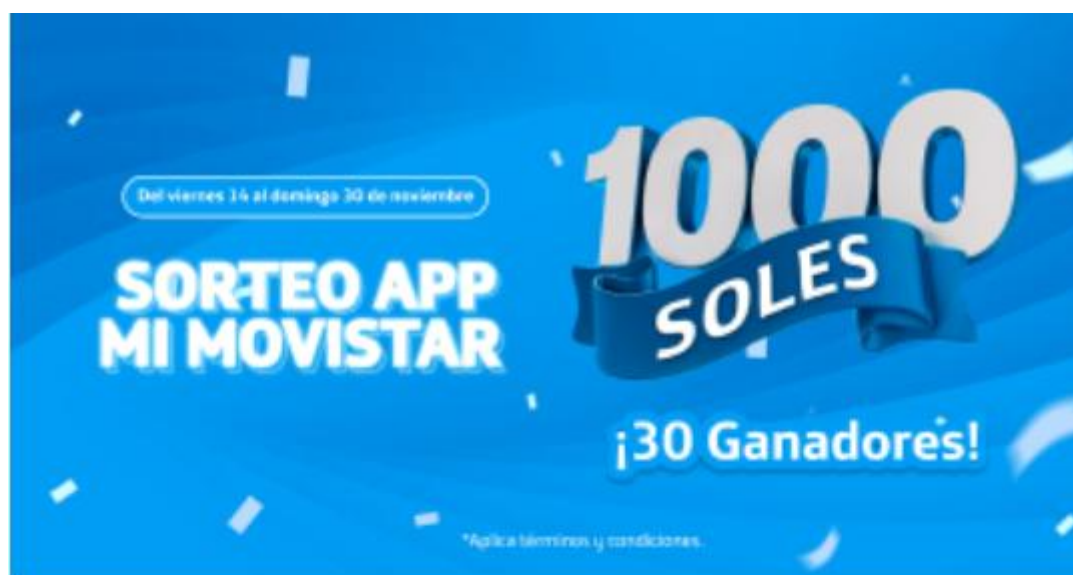 Del viernes 14 al domingo 30 de noviembre
SORTEO APP
MI MOVISTAR
1000
SOLES
¡30 Ganadores!
*Aplica términos y condiciones.